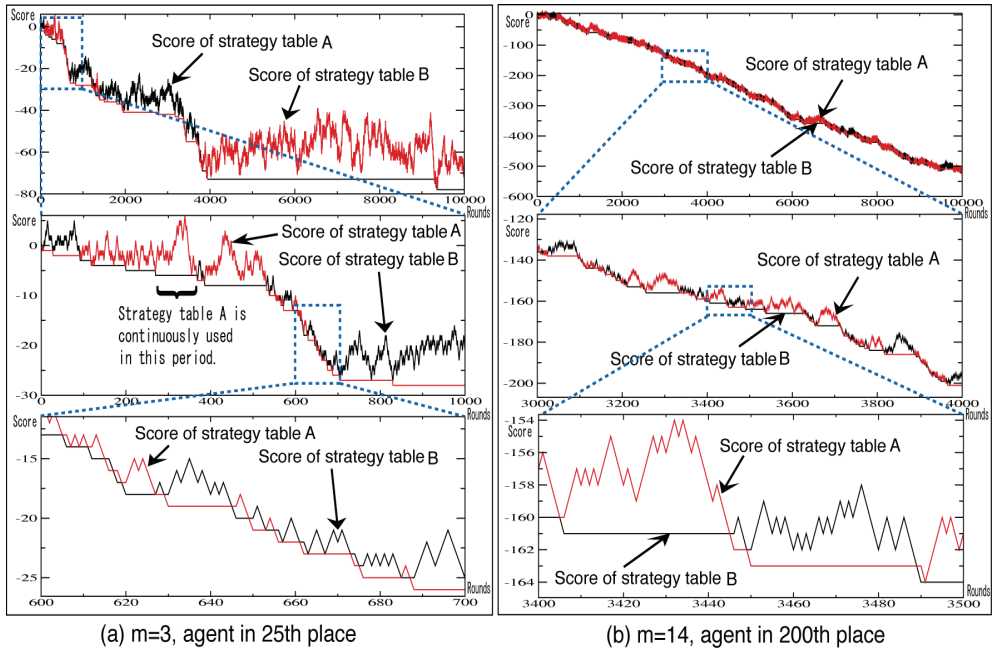 Score
0
-20
-40
-60
-80
0 2000 4000 6000 8000 10000
Rounds
Score of strategy table A
Score of strategy table B
Score
0
-10
-20
-30
0 200 400 600 800 1000
Rounds
Score of strategy table A
Score of strategy table B
Strategy table A is
continuously used
in this period.
Score
-15
-20
-25
600 620 640 660 680 700
Rounds
Score of strategy table A
Score of strategy table B
(a) m=3, agent in 25th place
Score
0
-100
-200
-300
-400
-500
-600
0 2000 4000 6000 8000 10000
Rounds
Score of strategy table A
Score of strategy table B
Score
-120
-140
-160
-180
-200
3000 3200 3400 3600 3800 4000
Rounds
Score of strategy table A
Score of strategy table B
Score
-154
-156
-158
-160
-162
-164
3400 3420 3440 3460 3480 3500
Rounds
Score of strategy table A
Score of strategy table B
(b) m=14, agent in 200th place